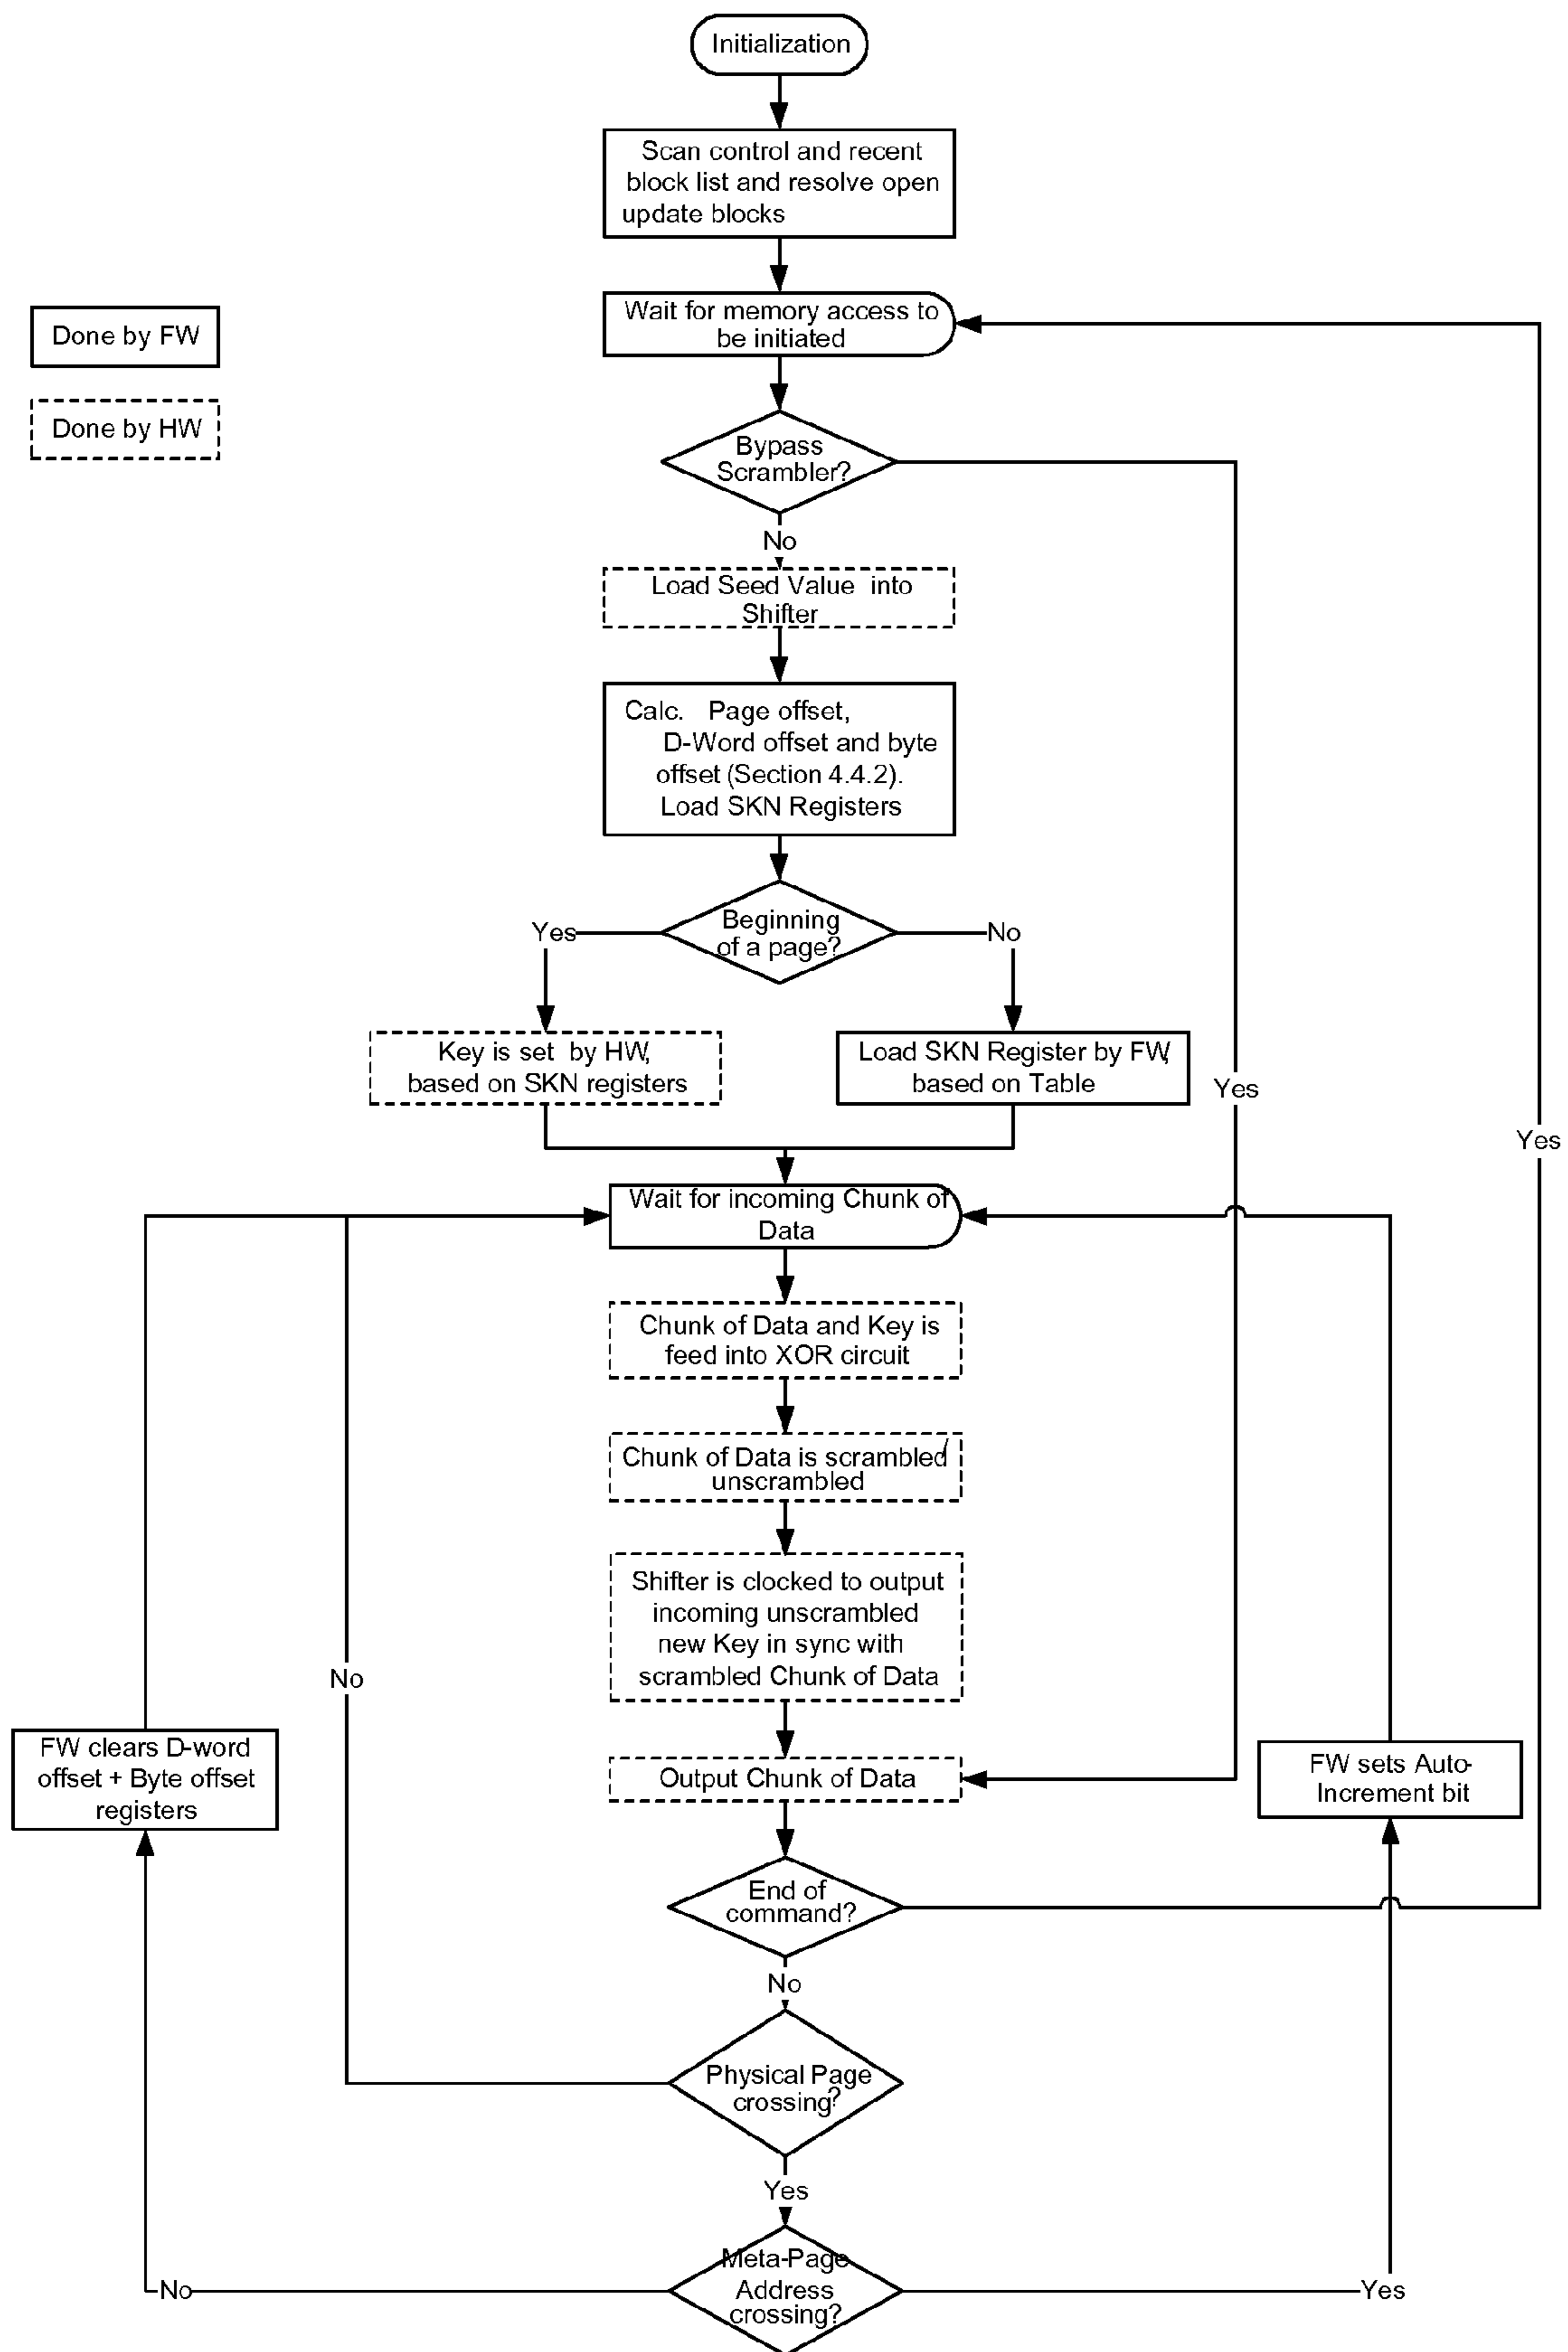 Initialization
Scan control and recent
block list and resolve open
update blocks
Wait for memory access to
be initiated
Done by FW
Done by HW
Bypass
Scrambler?
No
Load Seed Value into
Shifter
Calc. Page offset,
D-Word offset and byte
offset (Section 4.4.2).
Load SKN Registers
Beginning
of a page?
Yes
No
Key is set by HW,
based on SKN registers
Load SKN Register by FW,
based on Table
Yes
Yes
Wait for incoming Chunk of
Data
Chunk of Data and Key is
feed into XOR circuit
Chunk of Data is scrambled/
unscrambled
Shifter is clocked to output
incoming unscrambled
new Key in sync with
scrambled Chunk of Data
No
FW clears D-word
offset + Byte offset
registers
Output Chunk of Data
FW sets Auto-
Increment bit
End of
command?
No
Physical Page
crossing?
Yes
Meta-Page
Address
crossing?
No
Yes